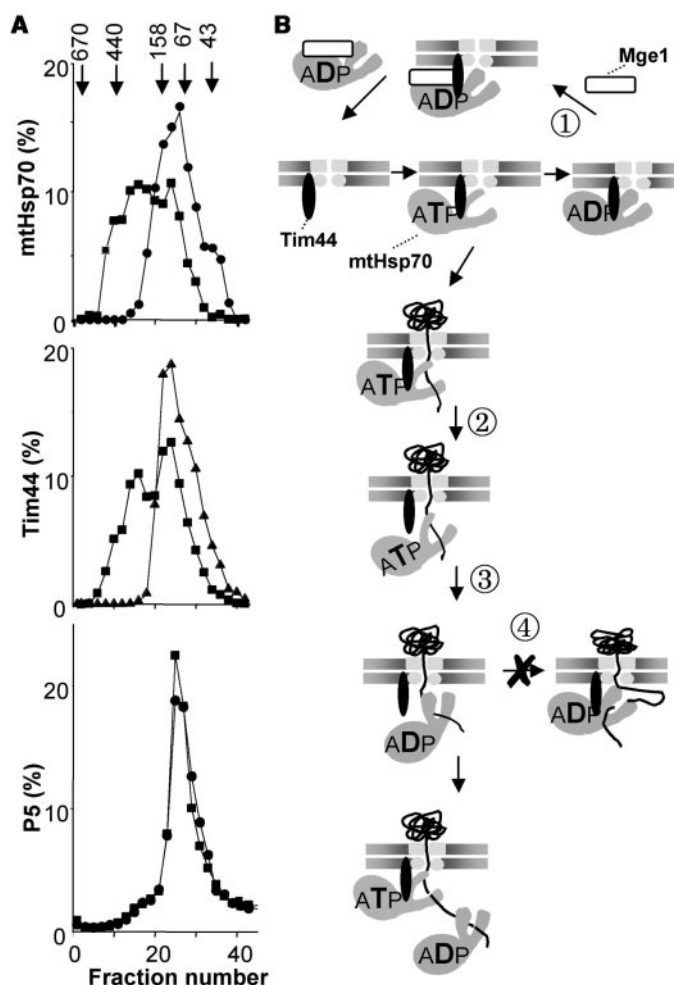 A
670
440
158
67
43
mtHsp70 (%)
10
0
20
Tim44 (%)
10
0
20
P5 (%)
10
0
0
20
40
Fraction number
B
ADP
ADP
Mge1
①
Tim44
mtHsp70
ATP
ADP
ATP
②
ATP
③
ADP
④
ADP
ATP
ADP